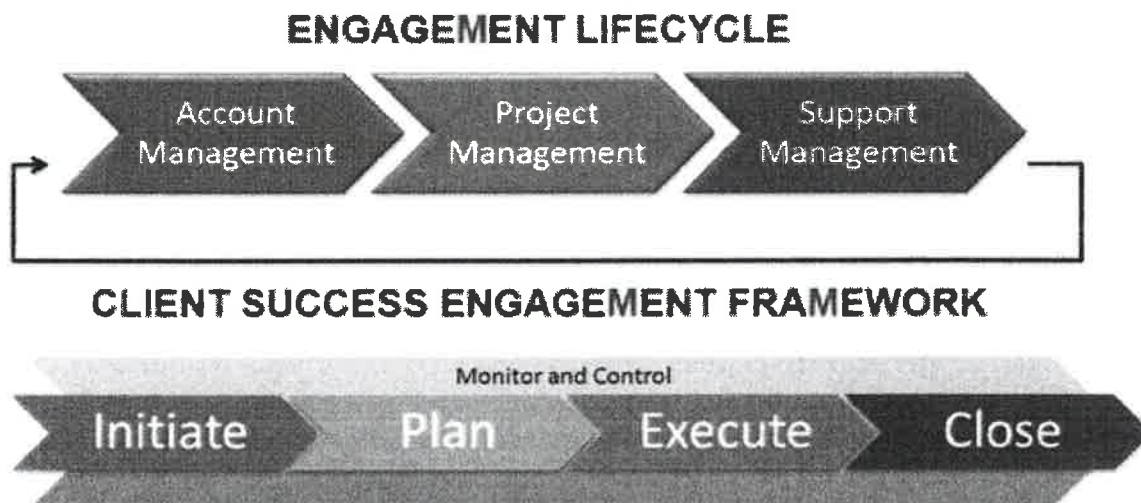 ENGAGEMENT LIFECYCLE
Account
Management
Project
Management
Support
Management
CLIENT SUCCESS ENGAGEMENT FRAMEWORK
Monitor and Control
Initiate
Plan
Execute
Close